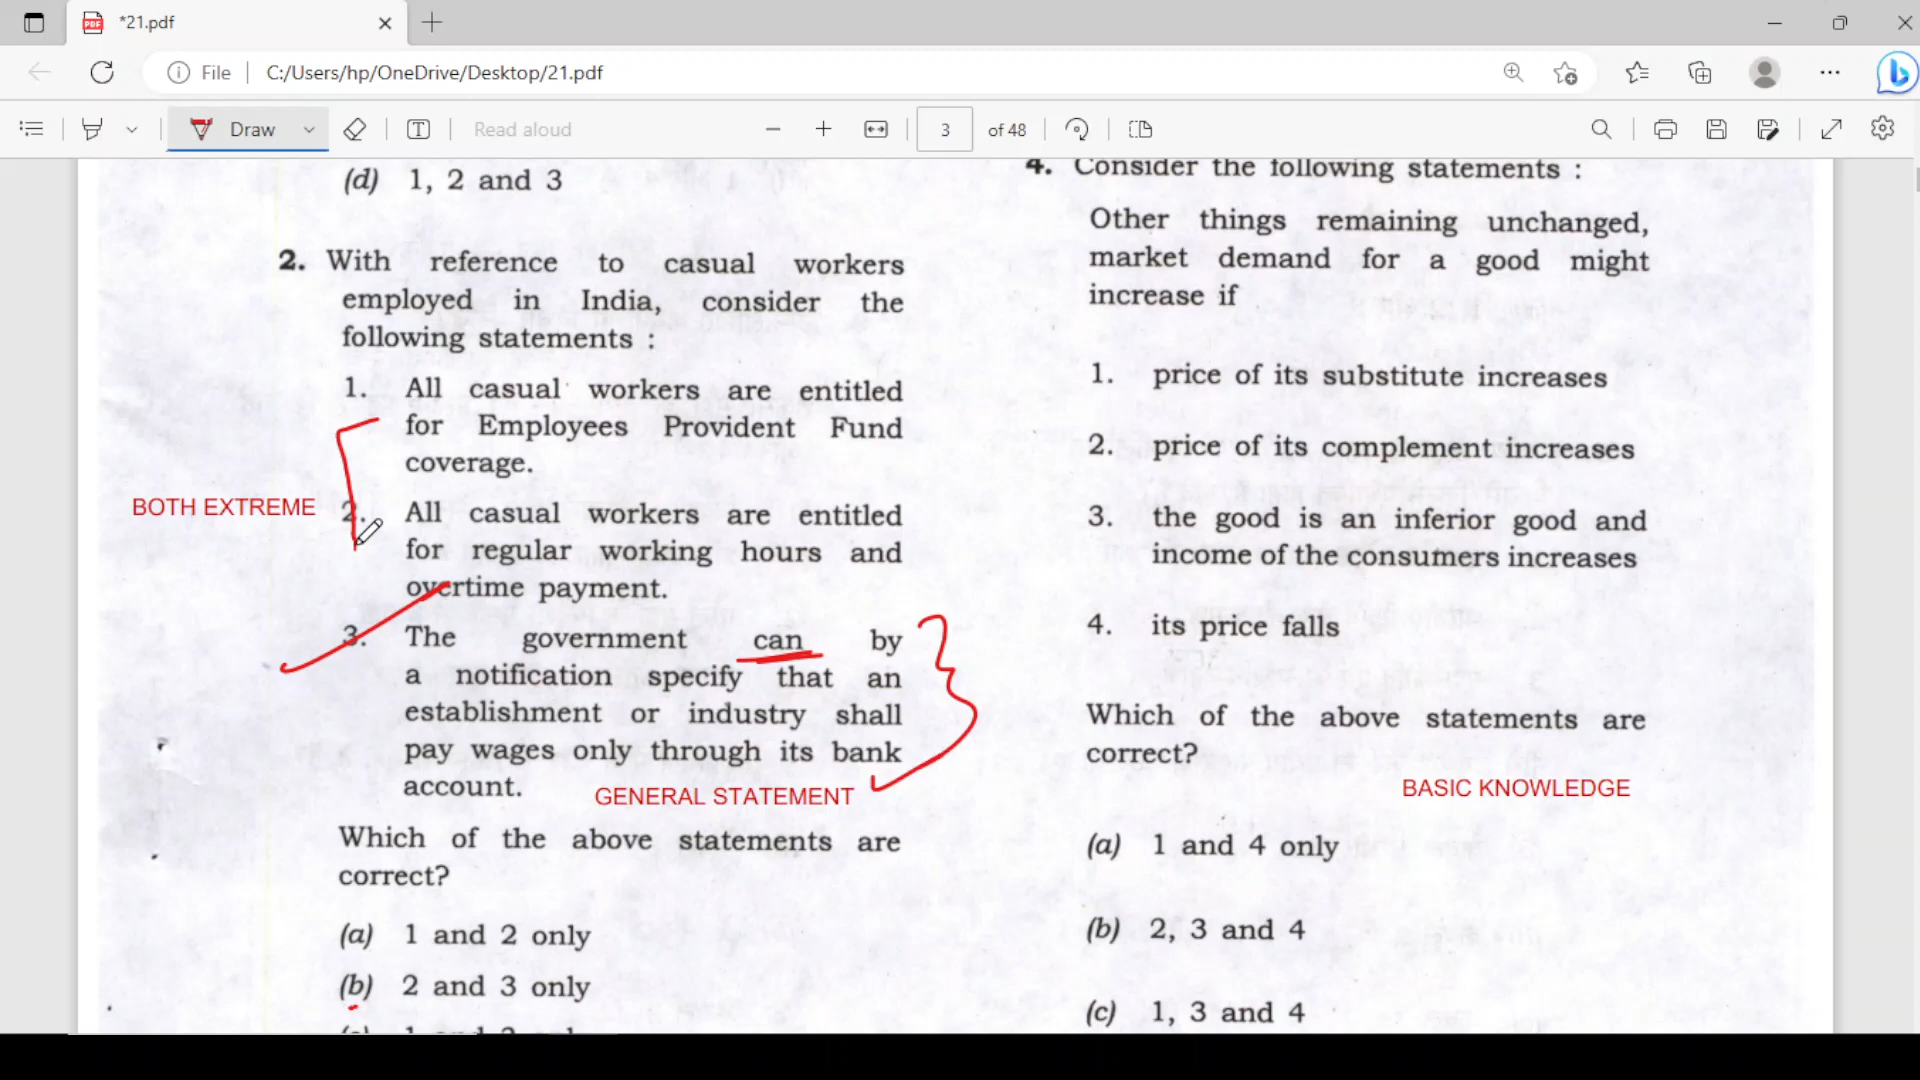 *21.pdf
File
C:/Users/hp/OneDrive/Desktop/21.pdf
Draw
Read aloud
3
of 48
(d) 1, 2 and 3
2. With reference to casual workers
employed in India, consider the
following statements :
1. All casual workers are entitled
for Employees Provident Fund
coverage.
BOTH EXTREME
2. All casual workers are entitled
for regular working hours and
overtime payment.
3. The government can by
a notification specify that an
establishment or industry shall
pay wages only through its bank
account.
GENERAL STATEMENT
Which of the above statements are
correct?
(a) 1 and 2 only
(b) 2 and 3 only
4. Consider the following statements :
Other things remaining unchanged,
market demand for a good might
increase if
1. price of its substitute increases
2. price of its complement increases
3. the good is an inferior good and
income of the consumers increases
4. its price falls
Which of the above statements are
correct?
BASIC KNOWLEDGE
(a) 1 and 4 only
(b) 2, 3 and 4
(c) 1, 3 and 4